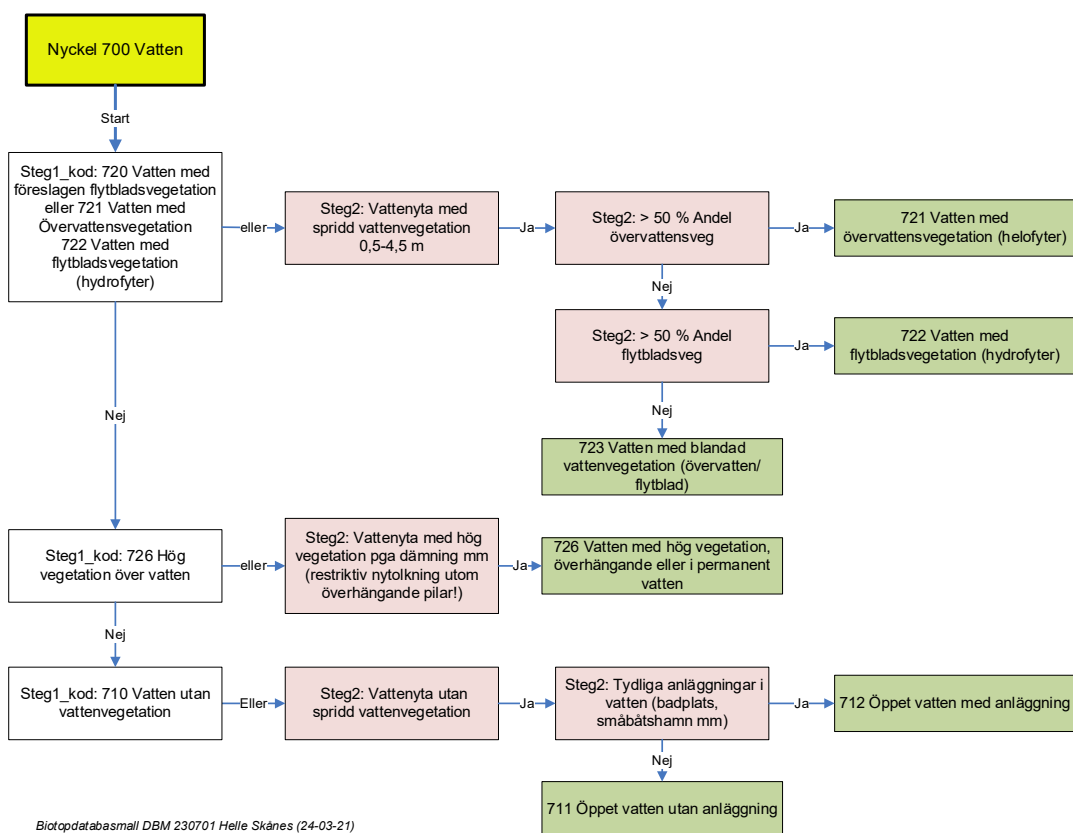 Nyckel 700 Vatten
Start
Steg1_kod: 720 Vatten med
föreslagen flytbladsvegetation
eller 721 Vatten med
Övervattensvegetation
722 Vatten med
flytbladsvegetation
(hydrofyter)
eller
Steg2: Vattenyta med
spridd vattenvegetation
0,5-4,5 m
Ja
Steg2: > 50 % Andel
övervattensveg
Ja
721 Vatten med
övervattensvegetation (helofyter)
Nej
Steg2: > 50 % Andel
flytbladsveg
Ja
722 Vatten med
flytbladsvegetation (hydrofyter)
Nej
Nej
723 Vatten med blandad
vattenvegetation (övervatten/
flytblad)
Steg1_kod: 726 Hög
vegetation över vatten
eller
Steg2: Vattenyta med hög
vegetation pga dämning mm
(restriktiv nytolkning utom
överhängande pilar!)
Ja
726 Vatten med hög vegetation,
överhängande eller i permanent
vatten
Nej
Steg1_kod: 710 Vatten utan
vattenvegetation
Eller
Steg2: Vattenyta utan
spridd vattenvegetation
Ja
Steg2: Tydliga anläggningar i
vatten (badplats,
småbåtshamn mm)
Ja
712 Öppet vatten med anläggning
Nej
711 Öppet vatten utan anläggning
Biotopdatabasmall DBM 230701 Helle Skånes (24-03-21)